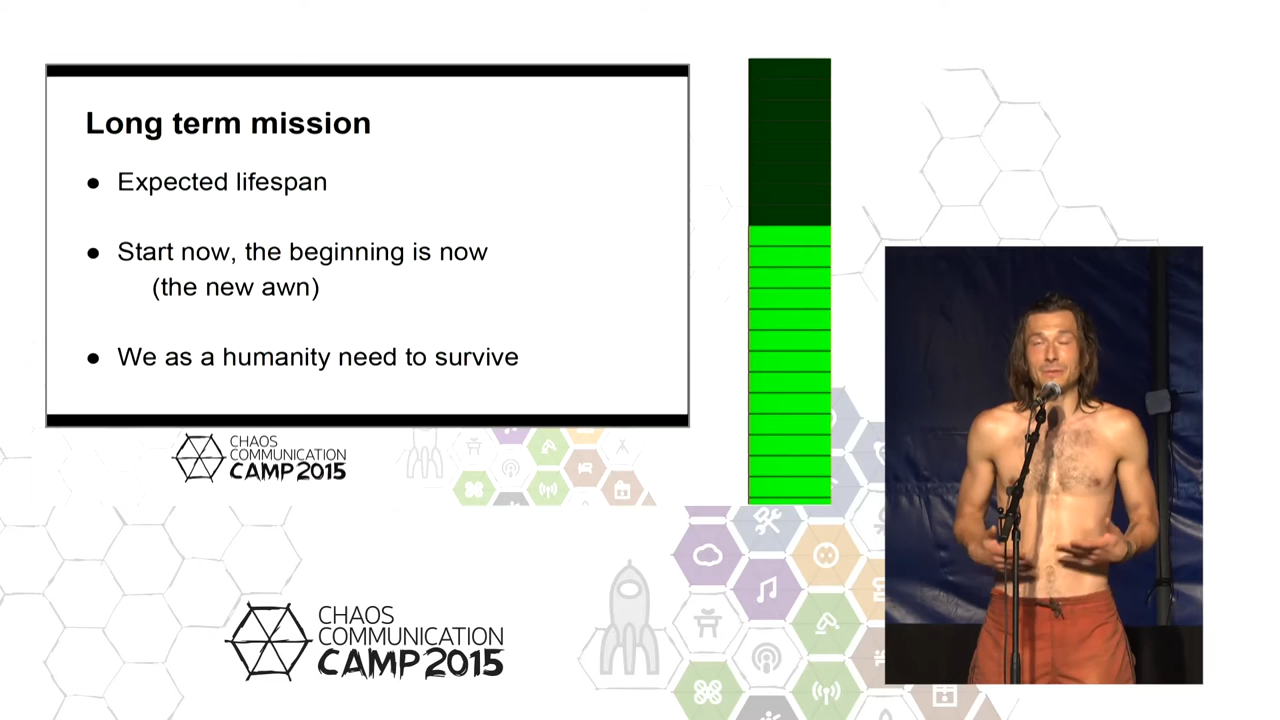 Long term mission
● Expected lifespan
● Start now, the beginning is now
(the new awn)
● We as a humanity need to survive
CHAOS
COMMUNICATION
CAMP 2015
CHAOS
COMMUNICATION
CAMP 2015